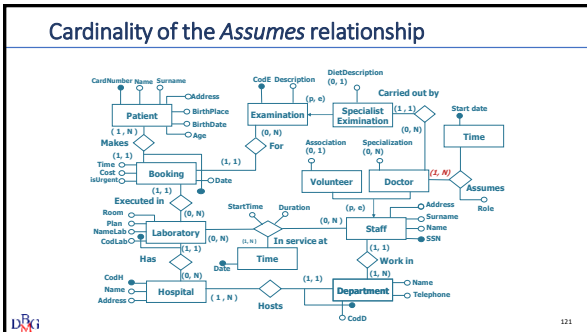 Cardinality of the Assumes relationship
CardNumber Name Surname
Address
Patient
BirthPlace
BirthDate
Age
(1 , N)
Makes
(1, 1)
Time
Cost
isUrgent
Booking
Date
(1, 1)
For
(0, N)
CodE Description
Examination
(p, e)
DietDescription
(0, 1)
Specialist
Eximination
Carried out by
(1 , 1)
(0, N)
Start date
Time
Association
(0, 1)
Specialization
(0, N)
Volunteer
Doctor
(1, N)
Assumes
Role
(p, e)
(1, 1)
Executed in
(0, N)
Room
Plan
NameLab
CodLab
Laboratory
(0, N)
StartTime
Duration
(0, N)
In service at
(1, N)
Time
Date
Staff
Address
Surname
Name
SSN
(1, 1)
Has
(0, N)
(1, 1)
Work in
(1, N)
CodH
Name
Address
Hospital
(1 , N)
Hosts
(1, 1)
Department
Name
Telephone
CodD
DBMG
121